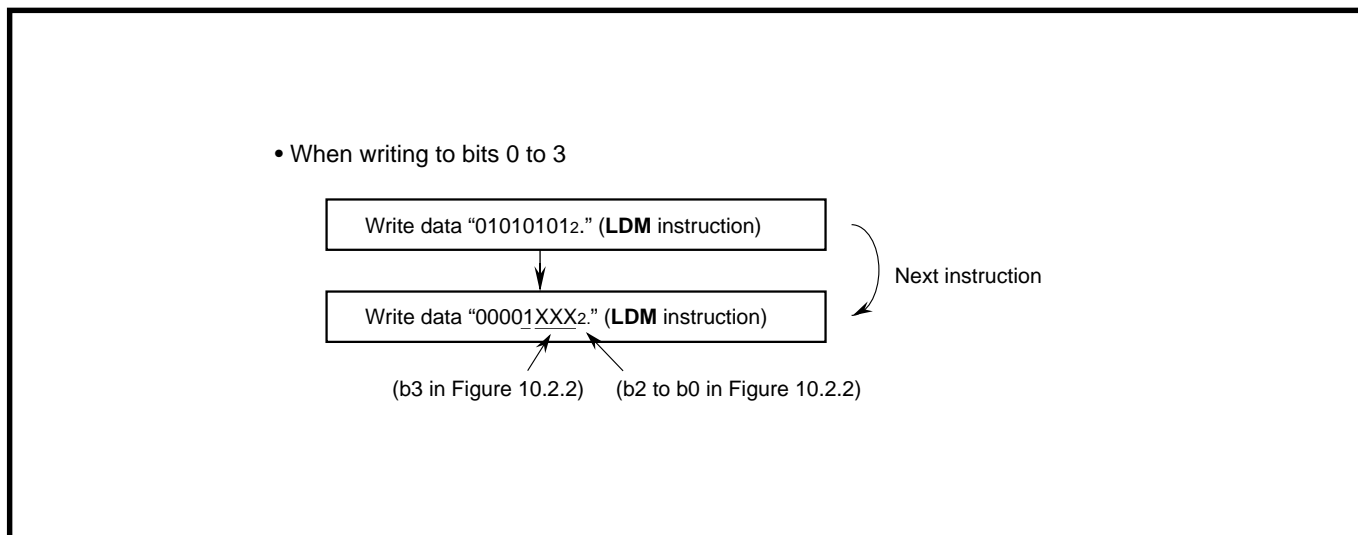 • When writing to bits 0 to 3
Write data “01010101₂.” (LDM instruction)
Next instruction
Write data “00001XXX₂.” (LDM instruction)
(b3 in Figure 10.2.2) (b2 to b0 in Figure 10.2.2)